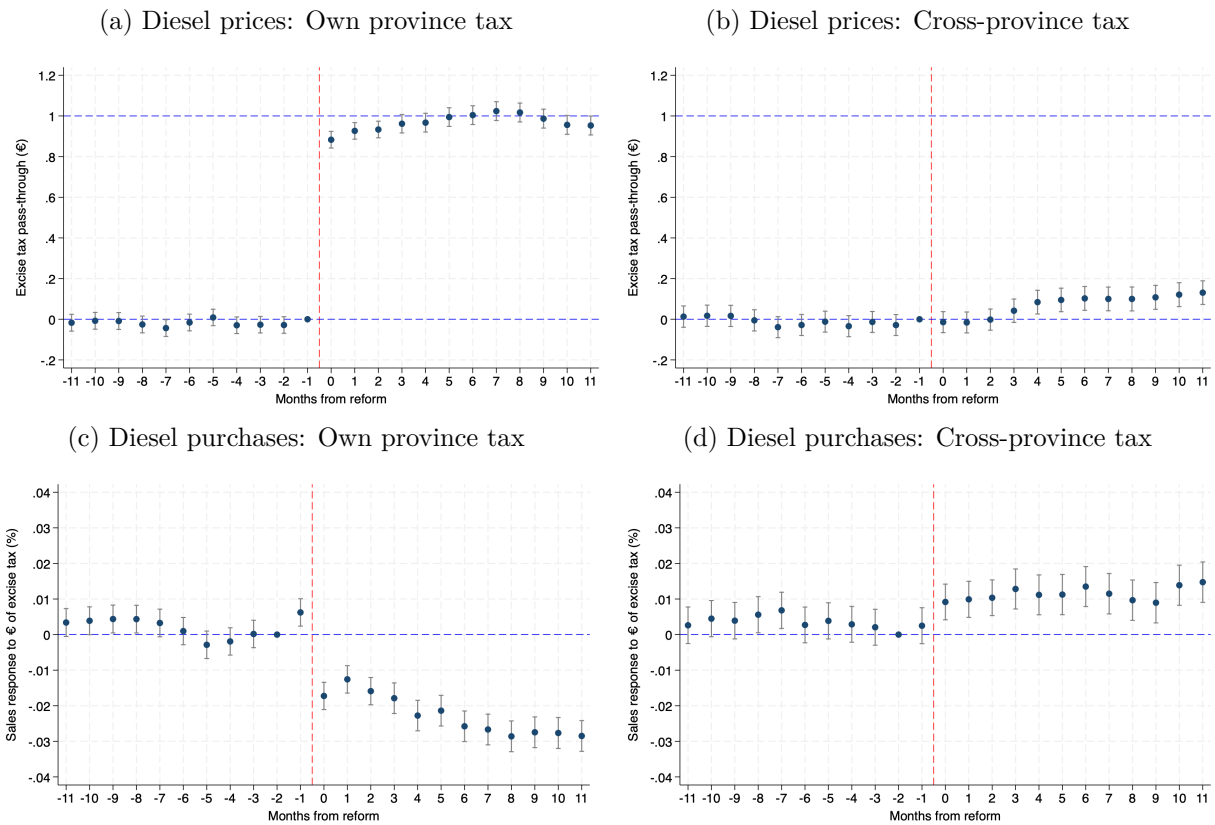 (a) Diesel prices: Own province tax
(b) Diesel prices: Cross-province tax
Excise tax pass-through (€)
1.2
1
.8
.6
.4
.2
0
-.2
-11 -10 -9 -8 -7 -6 -5 -4 -3 -2 -1 0 1 2 3 4 5 6 7 8 9 10 11
Months from reform
Excise tax pass-through (€)
1.2
1
.8
.6
.4
.2
0
-.2
-11 -10 -9 -8 -7 -6 -5 -4 -3 -2 -1 0 1 2 3 4 5 6 7 8 9 10 11
Months from reform
(c) Diesel purchases: Own province tax
(d) Diesel purchases: Cross-province tax
Sales response to € of excise tax (%)
.04
.03
.02
.01
0
-.01
-.02
-.03
-.04
-11 -10 -9 -8 -7 -6 -5 -4 -3 -2 -1 0 1 2 3 4 5 6 7 8 9 10 11
Months from reform
Sales response to € of excise tax (%)
.04
.03
.02
.01
0
-.01
-.02
-.03
-.04
-11 -10 -9 -8 -7 -6 -5 -4 -3 -2 -1 0 1 2 3 4 5 6 7 8 9 10 11
Months from reform